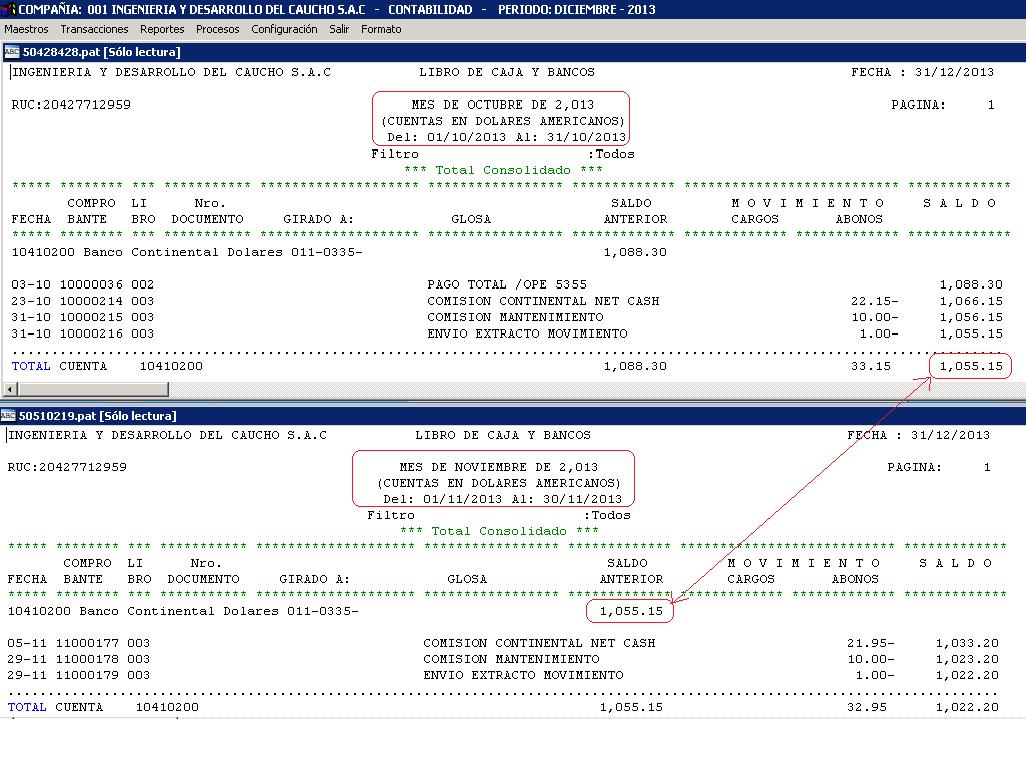 COMPAÑIA: 001 INGENIERIA Y DESARROLLO DEL CAUCHO S.A.C - CONTABILIDAD - PERIODO: DICIEMBRE - 2013
Maestros Transacciones Reportes Procesos Configuración Salir Formato
ABC 50428428.pat [Sólo lectura]
INGENIERIA Y DESARROLLO DEL CAUCHO S.A.C LIBRO DE CAJA Y BANCOS FECHA : 31/12/2013
RUC:20427712959 MES DE OCTUBRE DE 2,013 PAGINA: 1
(CUENTAS EN DOLARES AMERICANOS)
Del: 01/10/2013 Al: 31/10/2013
Filtro :Todos
*** Total Consolidado ***
***** ******** *** *********** ******************** ***************** ************* *************************** *************
COMPRO LI Nro. SALDO M O V I M I E N T O S A L D O
FECHA BANTE BRO DOCUMENTO GIRADO A: GLOSA ANTERIOR CARGOS ABONOS
***** ******** *** *********** ******************** ***************** ************* ************* ************* *************
10410200 Banco Continental Dolares 011-0335- 1,088.30
03-10 10000036 002 PAGO TOTAL /OPE 5355 1,088.30
23-10 10000214 003 COMISION CONTINENTAL NET CASH 22.15- 1,066.15
31-10 10000215 003 COMISION MANTENIMIENTO 10.00- 1,056.15
31-10 10000216 003 ENVIO EXTRACTO MOVIMIENTO 1.00- 1,055.15
TOTAL CUENTA 10410200 1,088.30 33.15 1,055.15
ABC 50510219.pat [Sólo lectura]
INGENIERIA Y DESARROLLO DEL CAUCHO S.A.C LIBRO DE CAJA Y BANCOS FECHA : 31/12/2013
RUC:20427712959 MES DE NOVIEMBRE DE 2,013 PAGINA: 1
(CUENTAS EN DOLARES AMERICANOS)
Del: 01/11/2013 Al: 30/11/2013
Filtro :Todos
*** Total Consolidado ***
***** ******** *** *********** ******************** ***************** ************* *************************** *************
COMPRO LI Nro. SALDO M O V I M I E N T O S A L D O
FECHA BANTE BRO DOCUMENTO GIRADO A: GLOSA ANTERIOR CARGOS ABONOS
***** ******** *** *********** ******************** ***************** ************* ************* ************* *************
10410200 Banco Continental Dolares 011-0335- 1,055.15
05-11 11000177 003 COMISION CONTINENTAL NET CASH 21.95- 1,033.20
29-11 11000178 003 COMISION MANTENIMIENTO 10.00- 1,023.20
29-11 11000179 003 ENVIO EXTRACTO MOVIMIENTO 1.00- 1,022.20
TOTAL CUENTA 10410200 1,055.15 32.95 1,022.20